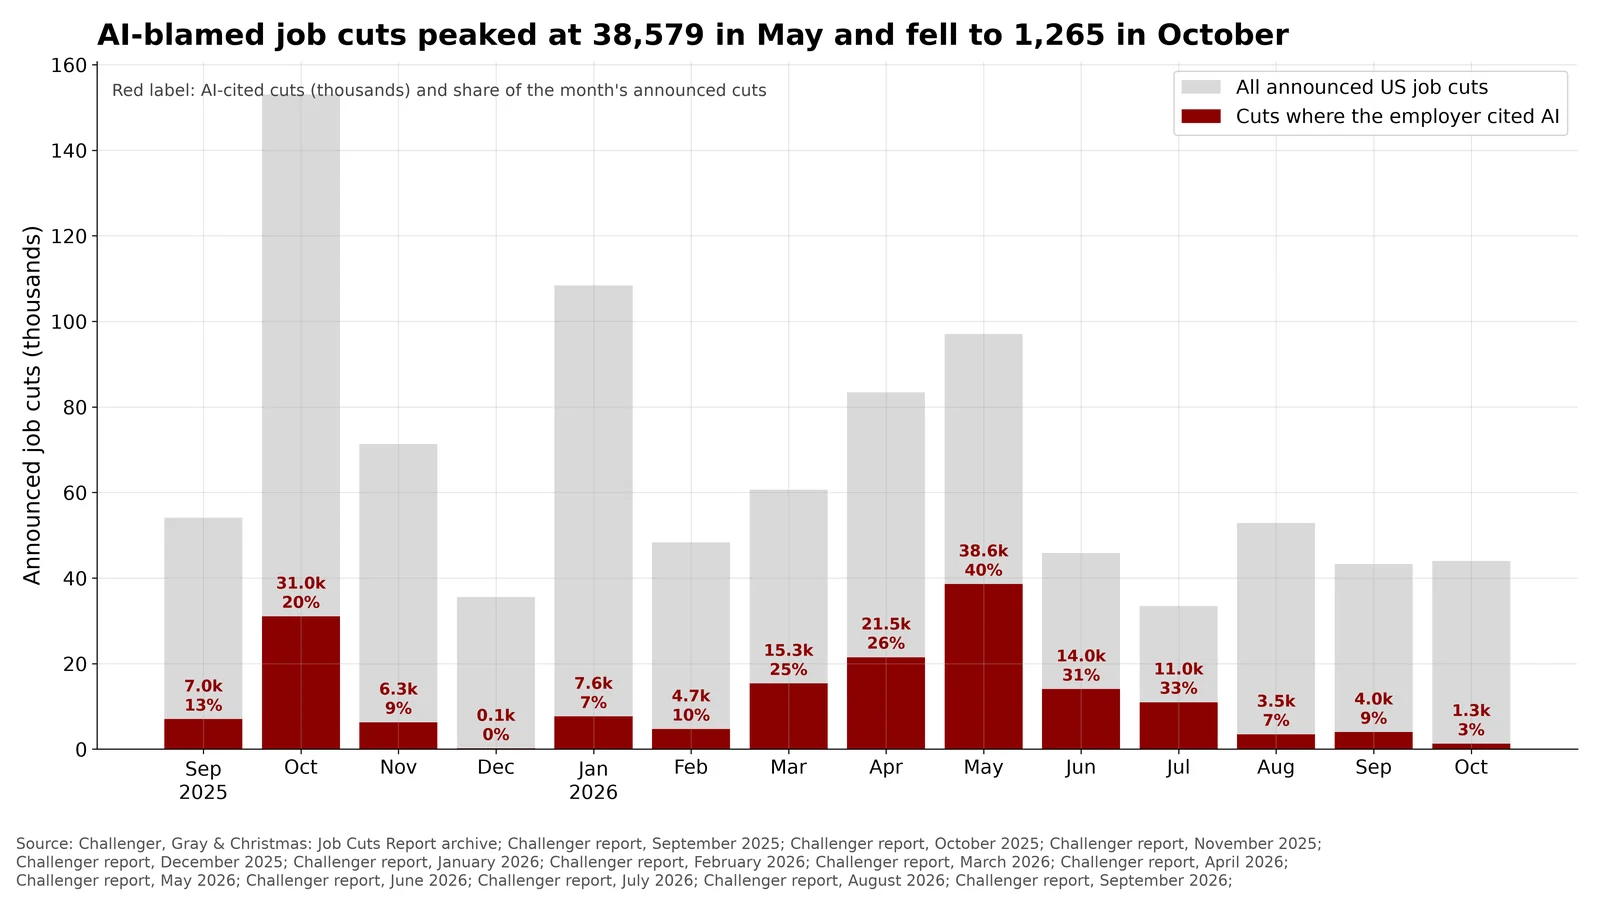 AI-blamed job cuts peaked at 38,579 in May and fell to 1,265 in October
Red label: AI-cited cuts (thousands) and share of the month's announced cuts
All announced US job cuts
Cuts where the employer cited AI
Announced job cuts (thousands)
160
140
120
100
80
60
40
20
0
7.0k
13%
31.0k
20%
6.3k
9%
0.1k
0%
7.6k
7%
4.7k
10%
15.3k
25%
21.5k
26%
38.6k
40%
14.0k
31%
11.0k
33%
3.5k
7%
4.0k
9%
1.3k
3%
Sep
2025
Oct
Nov
Dec
Jan
2026
Feb
Mar
Apr
May
Jun
Jul
Aug
Sep
Oct
Source: Challenger, Gray & Christmas: Job Cuts Report archive; Challenger report, September 2025; Challenger report, October 2025; Challenger report, November 2025;
Challenger report, December 2025; Challenger report, January 2026; Challenger report, February 2026; Challenger report, March 2026; Challenger report, April 2026;
Challenger report, May 2026; Challenger report, June 2026; Challenger report, July 2026; Challenger report, August 2026; Challenger report, September 2026;